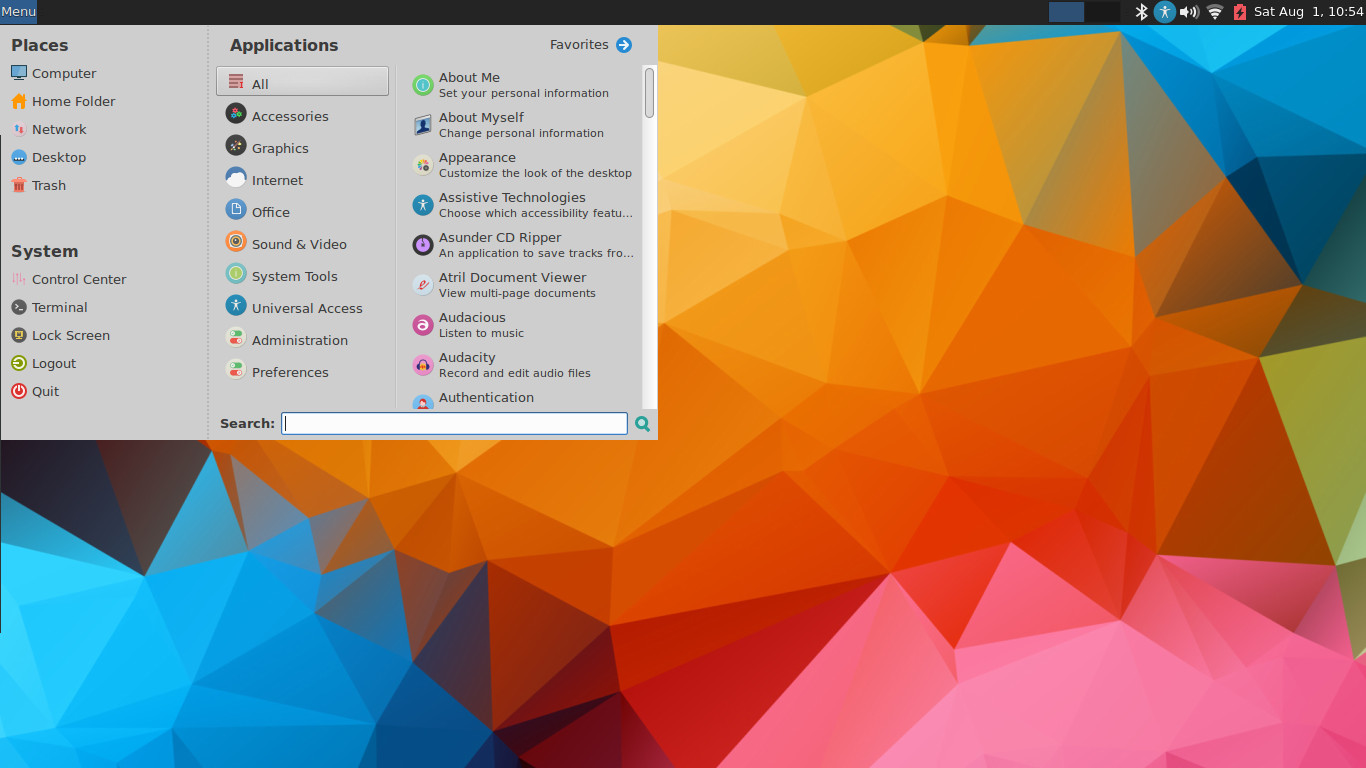 Menu
Sat Aug 1, 10:54
Places
Computer
Home Folder
Network
Desktop
Trash
System
Control Center
Terminal
Lock Screen
Logout
Quit
Applications
Favorites
All
Accessories
Graphics
Internet
Office
Sound & Video
System Tools
Universal Access
Administration
Preferences
About Me
Set your personal information
About Myself
Change personal information
Appearance
Customize the look of the desktop
Assistive Technologies
Choose which accessibility featu...
Asunder CD Ripper
An application to save tracks fro...
Atril Document Viewer
View multi-page documents
Audacious
Listen to music
Audacity
Record and edit audio files
Authentication
Search: